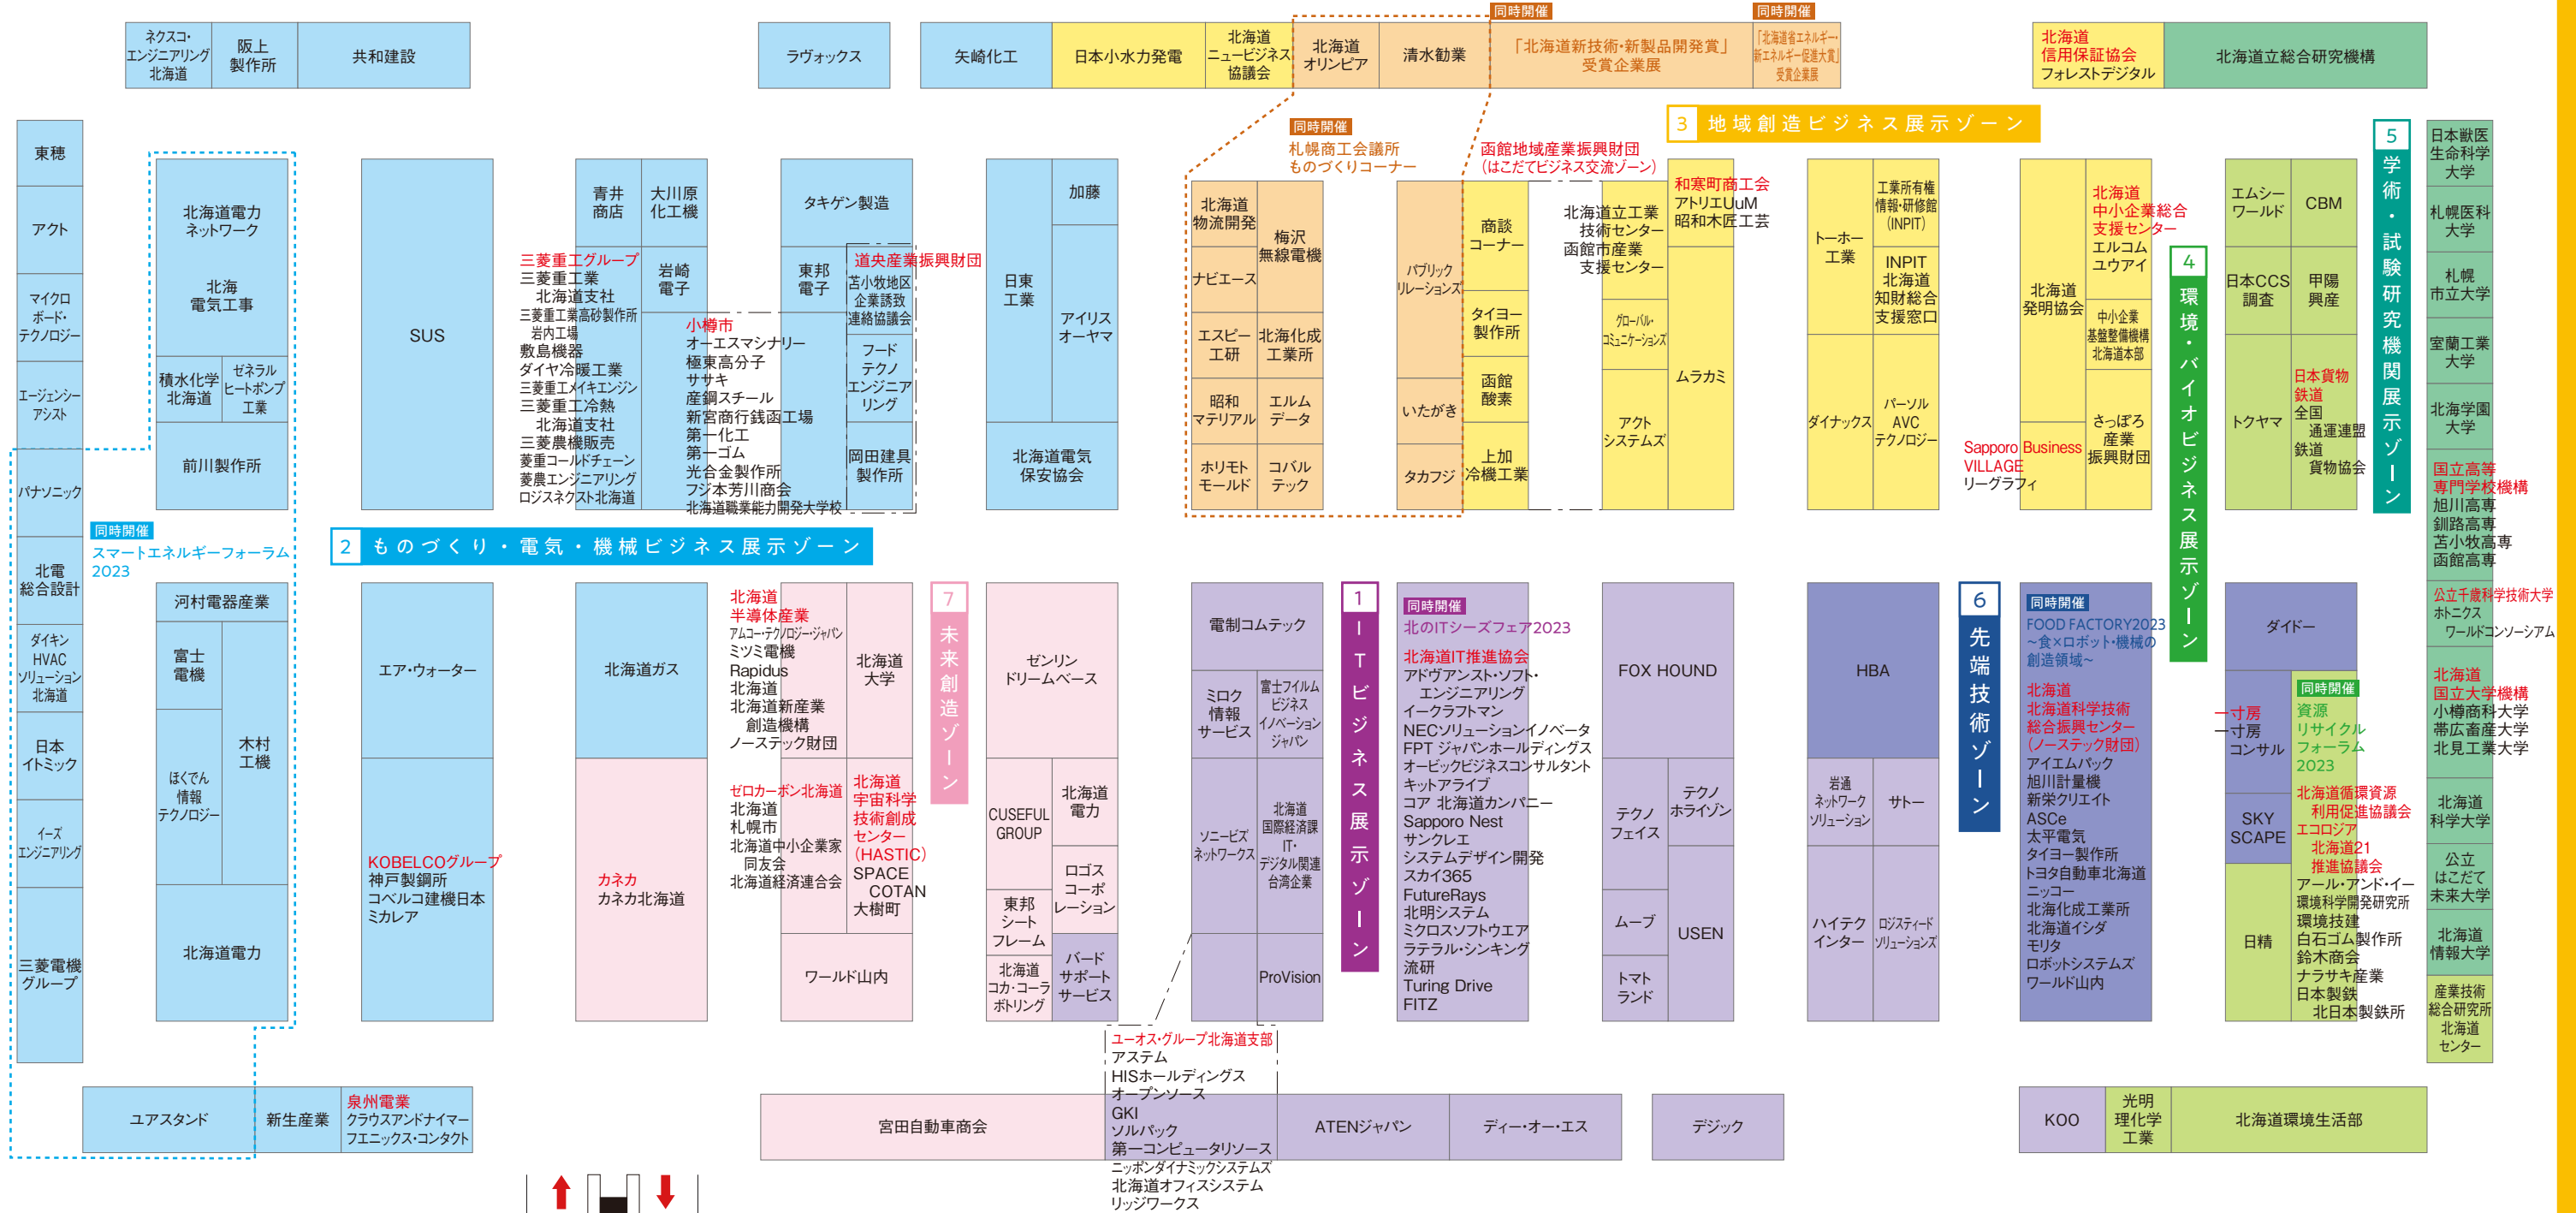 ネクスコ・
エンジニアリング
北海道
阪上
製作所
共和建設
ラヴォックス
矢崎化工
日本小水力発電
北海道
ニュービジネス
協議会
北海道
オリンピア
清水勧業
同時開催
「北海道新技術・新製品開発賞」
受賞企業展
同時開催
「北海道省エネルギー・
新エネルギー促進大賞」
受賞企業展
北海道
信用保証協会
フォレストデジタル
北海道立総合研究機構
東穂
アクト
マイクロ
ボード・
テクノロジー
エージェンシー
アシスト
パナソニック
北電
総合設計
ダイキン
HVAC
ソリューション
北海道
日本
イトミック
イーズ
エンジニアリング
三菱電機
グループ
北海道電力
ネットワーク
北海
電気工事
積水化学
北海道
ゼネラル
ヒートポンプ
工業
前川製作所
同時開催
スマートエネルギーフォーラム
2023
SUS
青井
商店
大川原
化工機
三菱重工グループ
三菱重工業
北海道支社
三菱重工業高砂製作所
岩内工場
敷島機器
ダイヤ冷暖工業
三菱重工メイキエンジン
三菱重工冷熱
北海道支社
三菱農機販売
菱重コールドチェーン
菱農エンジニアリング
ロジスネクスト北海道
岩崎
電子
小樽市
オーエスマシナリー
極東高分子
ササキ
産鋼スチール
新宮商行銭函工場
第一化工
第一ゴム
光合金製作所
フジ本芳川商会
北海道職業能力開発大学校
タキゲン製造
東邦
電子
道央産業振興財団
苫小牧地区
企業誘致
連絡協議会
フード
テクノ
エンジニア
リング
岡田建具
製作所
日東
工業
加藤
アイリス
オーヤマ
北海道電気
保安協会
同時開催
札幌商工会議所
ものづくりコーナー
北海道
物流開発
梅沢
無線電機
ナビエース
エスピー
工研
北海化成
工業所
昭和
マテリアル
エルム
データ
ホリモト
モールド
コバル
テック
パブリック
リレーションズ
いたがき
タカフジ
3 地域創造ビジネス展示ゾーン
函館地域産業振興財団
(はこだてビジネス交流ゾーン)
商談
コーナー
タイヨー
製作所
函館
酸素
上加
冷機工業
北海道立工業
技術センター
函館市産業
支援センター
グローバル・
コミュニケーションズ
アクト
システムズ
和寒町商工会
アトリエUuM
昭和木匠工芸
ムラカミ
トーホー
工業
工業所有権
情報・研修館
(INPIT)
INPIT
北海道
知財総合
支援窓口
ダイナックス
パーソル
AVC
テクノロジー
北海道
発明協会
Sapporo Business
VILLAGE
リーグラフィ
北海道
中小企業総合
支援センター
エルコム
ユウアイ
中小企業
基盤整備機構
北海道本部
さっぽろ
産業
振興財団
4 環境・バイオビジネス展示ゾーン
エムシー
ワールド
CBM
日本CCS
調査
甲陽
興産
トクヤマ
日本貨物
鉄道
全国
通運連盟
鉄道
貨物協会
5 学術・試験研究機関展示ゾーン
日本獣医
生命科学
大学
札幌医科
大学
札幌
市立大学
室蘭工業
大学
北海学園
大学
国立高等
専門学校機構
旭川高専
釧路高専
苫小牧高専
函館高専
公立千歳科学技術大学
ホトニクス
ワールドコンソーシアム
北海道
国立大学機構
小樽商科大学
帯広畜産大学
北見工業大学
北海道
科学大学
公立
はこだて
未来大学
北海道
情報大学
産業技術
総合研究所
北海道
センター
2 ものづくり・電気・機械ビジネス展示ゾーン
河村電器産業
富士
電機
木村
工機
ほくでん
情報
テクノロジー
北海道電力
エア・ウォーター
KOBELCOグループ
神戸製鋼所
コベルコ建機日本
ミカレア
北海道ガス
カネカ
カネカ北海道
北海道
半導体産業
アムコー・テクノロジー・ジャパン
ミツミ電機
Rapidus
北海道
北海道新産業
創造機構
ノーステック財団
北海道
大学
ゼロカーボン北海道
北海道
札幌市
北海道中小企業家
同友会
北海道経済連合会
北海道
宇宙科学
技術創成
センター
(HASTIC)
SPACE
COTAN
大樹町
ワールド山内
7 未来創造ゾーン
ゼンリン
ドリームベース
CUSEFUL
GROUP
北海道
電力
ロゴス
コーポ
レーション
東邦
シート
フレーム
北海道
コカ・コーラ
ボトリング
バード
サポート
サービス
電制コムテック
ミロク
情報
サービス
富士フイルム
ビジネス
イノベーション
ジャパン
ソニービズ
ネットワークス
北海道
国際経済課
IT・
デジタル関連
台湾企業
ProVision
1 ITビジネス展示ゾーン
同時開催
北のITシーズフェア2023
北海道IT推進協会
アドヴァンスト・ソフト・
エンジニアリング
イークラフトマン
NECソリューションイノベータ
FPT ジャパンホールディングス
オービックビジネスコンサルタント
キットアライブ
コア 北海道カンパニー
Sapporo Nest
サンクレエ
システムデザイン開発
スカイ365
FutureRays
北明システム
ミクロスソフトウエア
ラテラル・シンキング
流研
Turing Drive
FITZ
FOX HOUND
テクノ
フェイス
テクノ
ホライゾン
ムーブ
USEN
トマト
ランド
HBA
岩通
ネットワーク
ソリューション
サトー
ハイテク
インター
ロジスティード
ソリューションズ
6 先端技術ゾーン
同時開催
FOOD FACTORY2023
～食×ロボット・機械の
創造領域～
北海道
北海道科学技術
総合振興センター
(ノーステック財団)
アイエムパック
旭川計量機
新栄クリエイト
ASCe
太平電気
タイヨー製作所
トヨタ自動車北海道
ニッコー
北海化成工業所
北海道イシダ
モリタ
ロボットシステムズ
ワールド山内
ダイドー
一寸房
一寸房
コンサル
SKY
SCAPE
日精
同時開催
資源
リサイクル
フォーラム
2023
北海道循環資源
利用促進協議会
エコロジア
北海道21
推進協議会
アール・アンド・イー
環境科学開発研究所
環境技建
白石ゴム製作所
鈴木商会
ナラサキ産業
日本製鉄
北日本製鉄所
ユアスタンド
新生産業
泉州電業
クラウスアンドナイマー
フエニックス・コンタクト
宮田自動車商会
ユーオス・グループ北海道支部
アステム
HISホールディングス
オープンソース
GKI
ソルパック
第一コンピュータリソース
ニッポンダイナミックシステムズ
北海道オフィスシステム
リッジワークス
ATENジャパン
ディー・オー・エス
デジック
KOO
光明
理化学
工業
北海道環境生活部